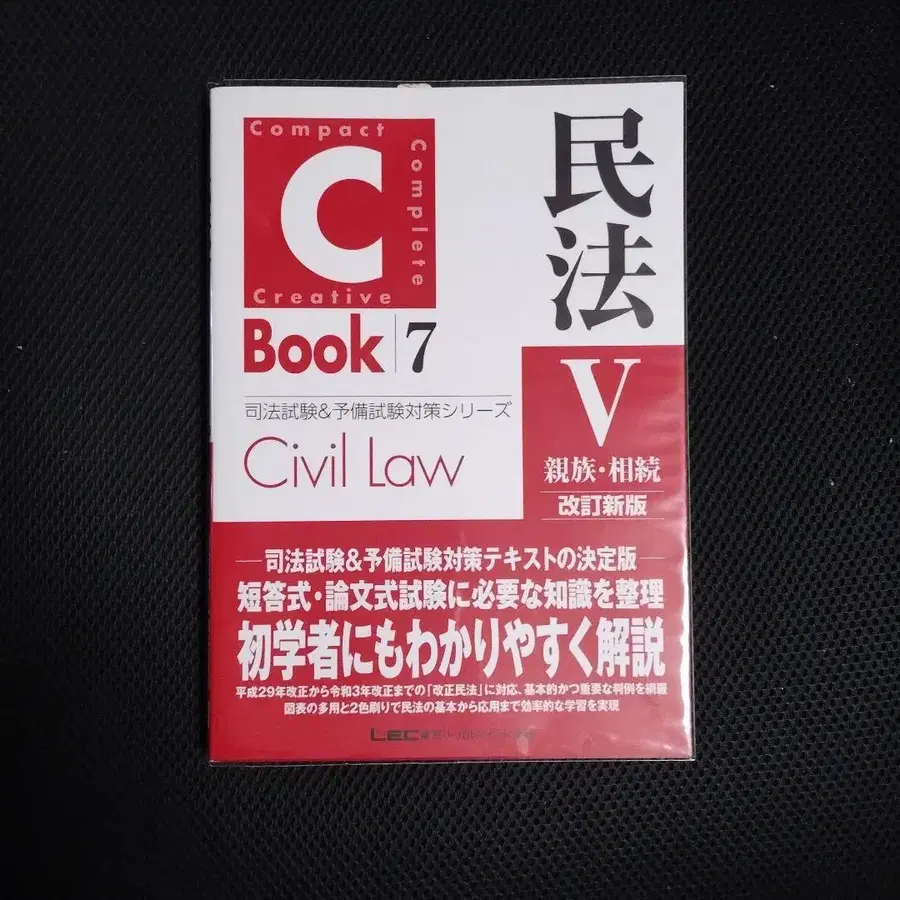 Compact
Complete
C
Creative
Book 7
司法試験&予備試験対策シリーズ
Civil Law
民法
V
親族・相続
改訂新版
司法試験&予備試験対策テキストの決定版
短答式・論文式試験に必要な知識を整理
初学者にもわかりやすく解説
平成29年改正から令和3年改正までの「改正民法」に対応、基本的かつ重要な判例を網羅
図表の多用と2色刷りで民法の基本から応用まで効率的な学習を実現
LEC